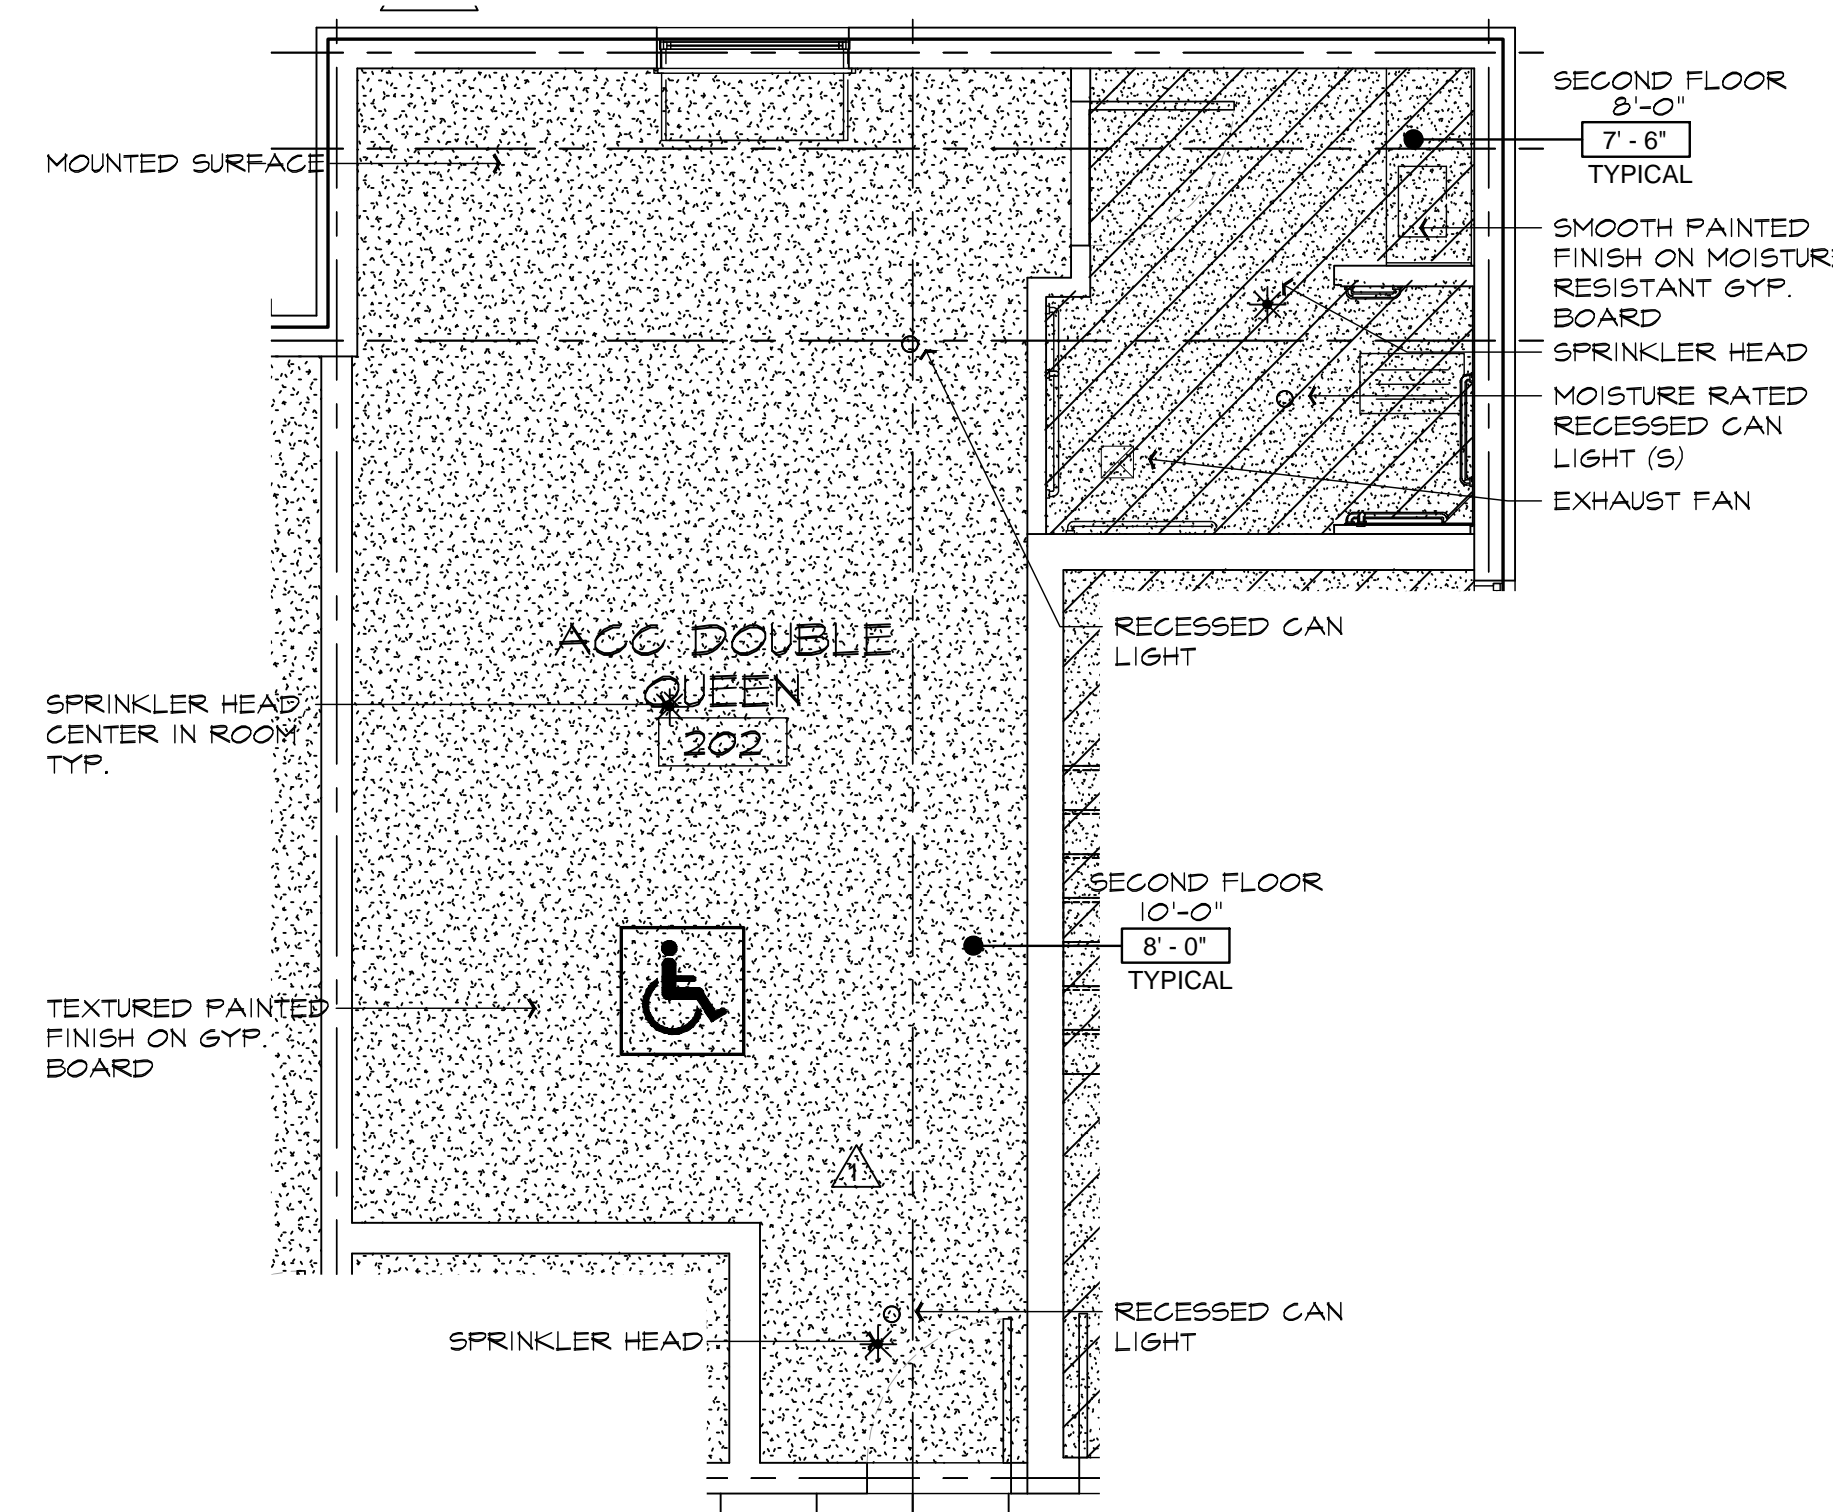 SECOND FLOOR
8'-0"
7' - 6"
TYPICAL
MOUNTED SURFACE
SMOOTH PAINTED
FINISH ON MOISTURE
RESISTANT GYP.
BOARD
SPRINKLER HEAD
MOISTURE RATED
RECESSED CAN
LIGHT (S)
EXHAUST FAN
RECESSED CAN
LIGHT
ACC DOUBLE
QUEEN
202
SPRINKLER HEAD
CENTER IN ROOM
TYP.
SECOND FLOOR
10'-0"
8' - 0"
TYPICAL
TEXTURED PAINTED
FINISH ON GYP.
BOARD
1
RECESSED CAN
LIGHT
SPRINKLER HEAD